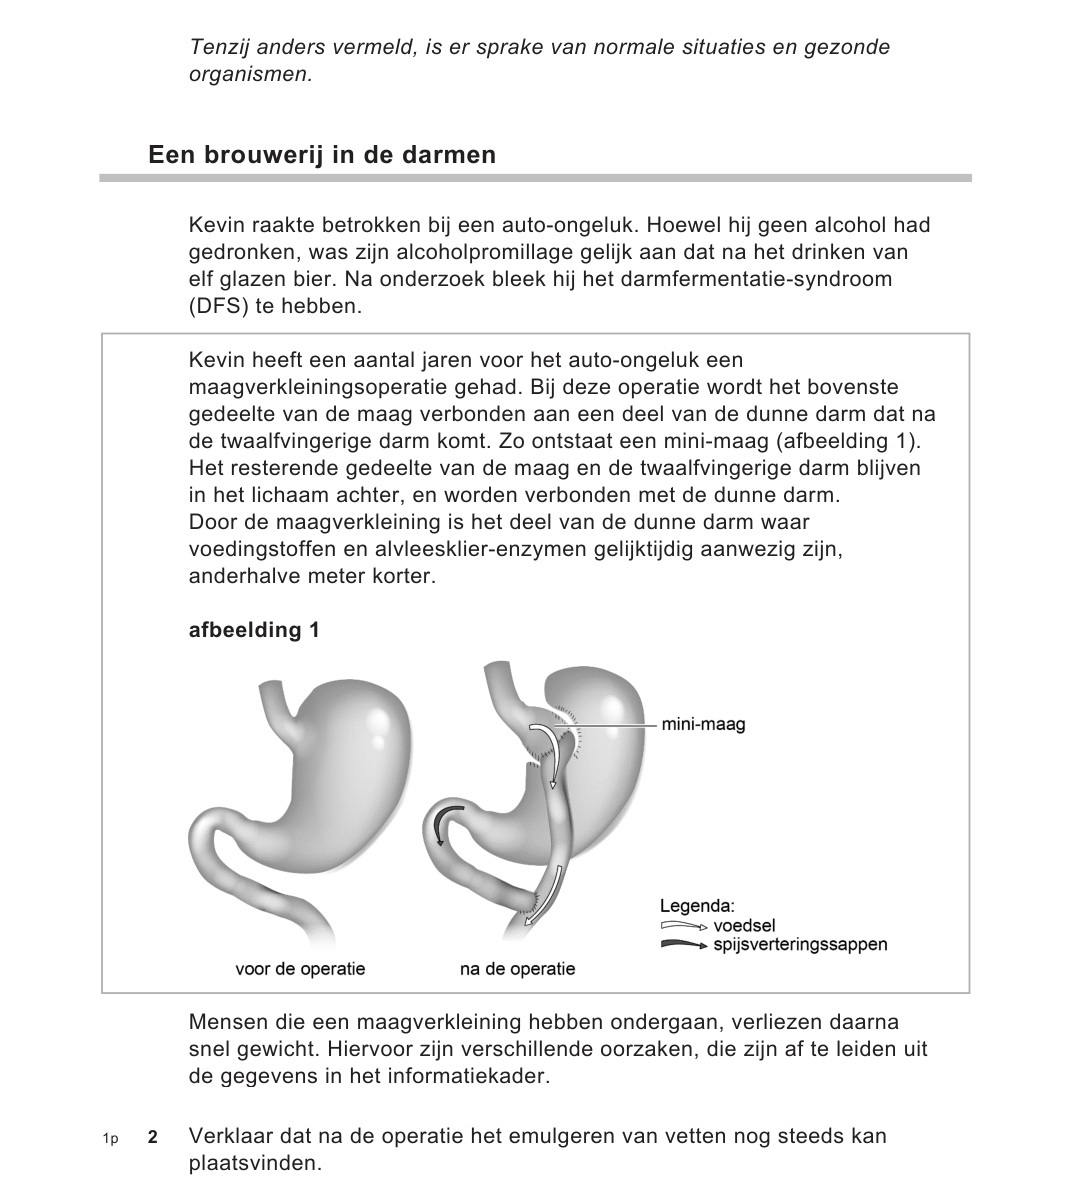 Tenzij anders vermeld, is er sprake van normale situaties en gezonde
organismen.
Een brouwerij in de darmen
Kevin raakte betrokken bij een auto-ongeluk. Hoewel hij geen alcohol had
gedronken, was zijn alcoholpromillage gelijk aan dat na het drinken van
elf glazen bier. Na onderzoek bleek hij het darmfermentatie-syndroom
(DFS) te hebben.
Kevin heeft een aantal jaren voor het auto-ongeluk een
maagverkleiningsoperatie gehad. Bij deze operatie wordt het bovenste
gedeelte van de maag verbonden aan een deel van de dunne darm dat na
de twaalfvingerige darm komt. Zo ontstaat een mini-maag (afbeelding 1).
Het resterende gedeelte van de maag en de twaalfvingerige darm blijven
in het lichaam achter, en worden verbonden met de dunne darm.
Door de maagverkleining is het deel van de dunne darm waar
voedingstoffen en alvleesklier-enzymen gelijktijdig aanwezig zijn,
anderhalve meter korter.
afbeelding 1
mini-maag
Legenda:
voedsel
spijsverteringssappen
voor de operatie
na de operatie
Mensen die een maagverkleining hebben ondergaan, verliezen daarna
snel gewicht. Hiervoor zijn verschillende oorzaken, die zijn af te leiden uit
de gegevens in het informatiekader.
1p 2 Verklaar dat na de operatie het emulgeren van vetten nog steeds kan
plaatsvinden.